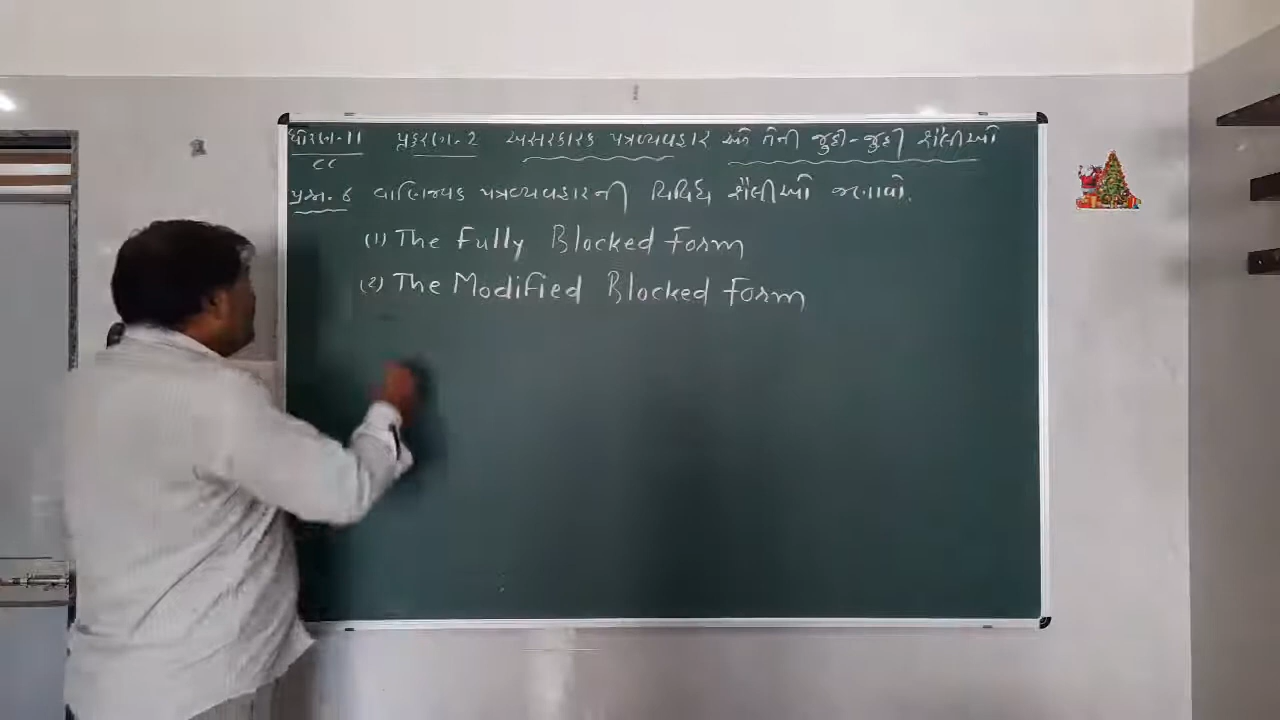 ધોરણ-11 પ્રકરણ-2 અસરકારક પત્રવ્યવહાર અને તેની જુદી-જુદી શૈલીઓ
CC
પ્રશ્ન-6 વાણિજ્યક પત્રવ્યવહારની વિવિધ શૈલીઓ જણાવો.
(1) The Fully Blocked Form
(2) The Modified Blocked Form